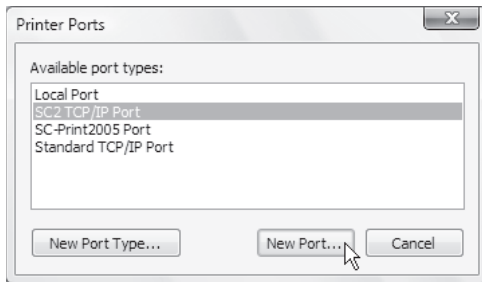 Printer Ports
Available port types:
Local Port
SC2 TCP/IP Port
SC-Print2005 Port
Standard TCP/IP Port
New Port Type... New Port... Cancel